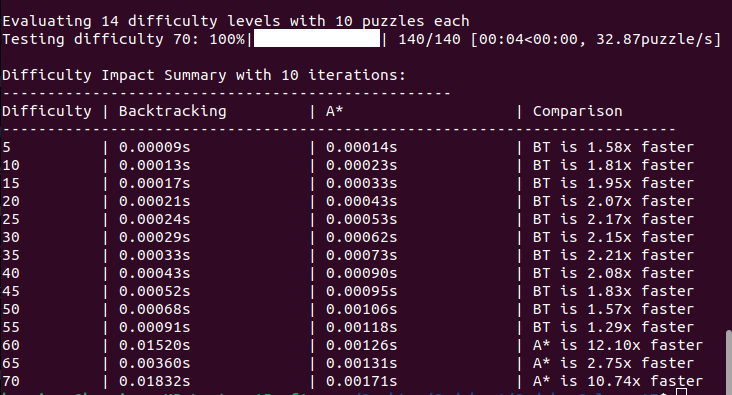 Evaluating 14 difficulty levels with 10 puzzles each
Testing difficulty 70: 100%|██████████████| 140/140 [00:04<00:00, 32.87puzzle/s]
Difficulty Impact Summary with 10 iterations:
--------------------------------------------------
Difficulty | Backtracking | A* | Comparison
---------------------------------------------------------------------------
5 | 0.00009s | 0.00014s | BT is 1.58x faster
10 | 0.00013s | 0.00023s | BT is 1.81x faster
15 | 0.00017s | 0.00033s | BT is 1.95x faster
20 | 0.00021s | 0.00043s | BT is 2.07x faster
25 | 0.00024s | 0.00053s | BT is 2.17x faster
30 | 0.00029s | 0.00062s | BT is 2.15x faster
35 | 0.00033s | 0.00073s | BT is 2.21x faster
40 | 0.00043s | 0.00090s | BT is 2.08x faster
45 | 0.00052s | 0.00095s | BT is 1.83x faster
50 | 0.00068s | 0.00106s | BT is 1.57x faster
55 | 0.00091s | 0.00118s | BT is 1.29x faster
60 | 0.01520s | 0.00126s | A* is 12.10x faster
65 | 0.00360s | 0.00131s | A* is 2.75x faster
70 | 0.01832s | 0.00171s | A* is 10.74x faster